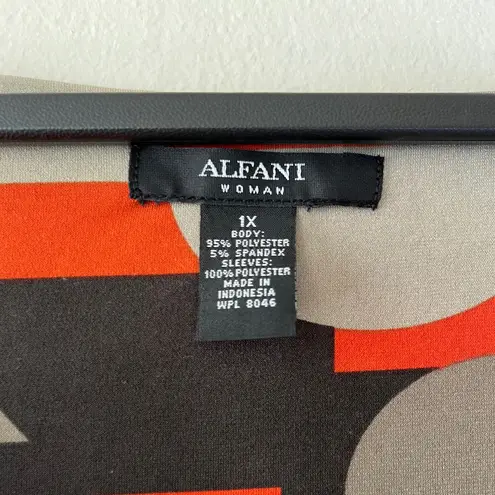 ALFANI
WOMAN
1X
BODY:
95% POLYESTER
5% SPANDEX
SLEEVES:
100% POLYESTER
MADE IN
INDONESIA
WPL 8046